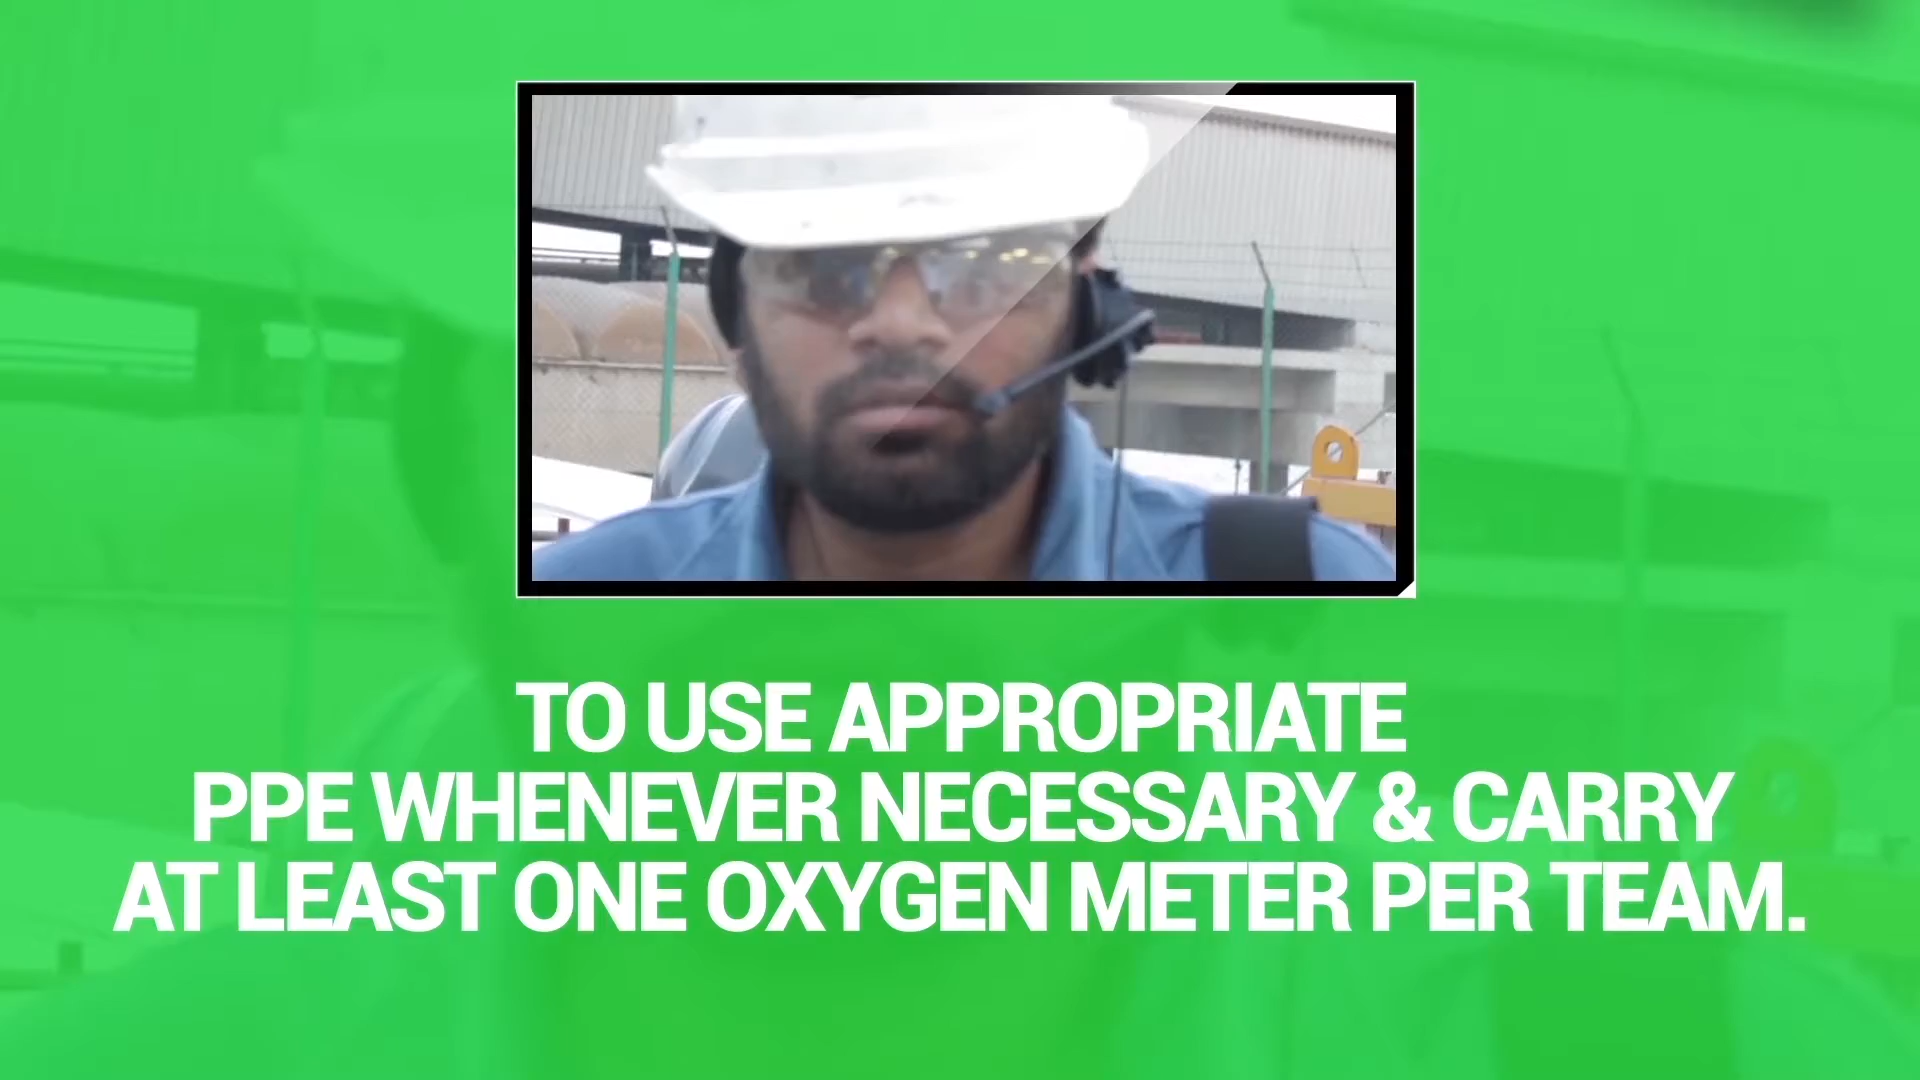 TO USE APPROPRIATE
PPE WHENEVER NECESSARY & CARRY
AT LEAST ONE OXYGEN METER PER TEAM.